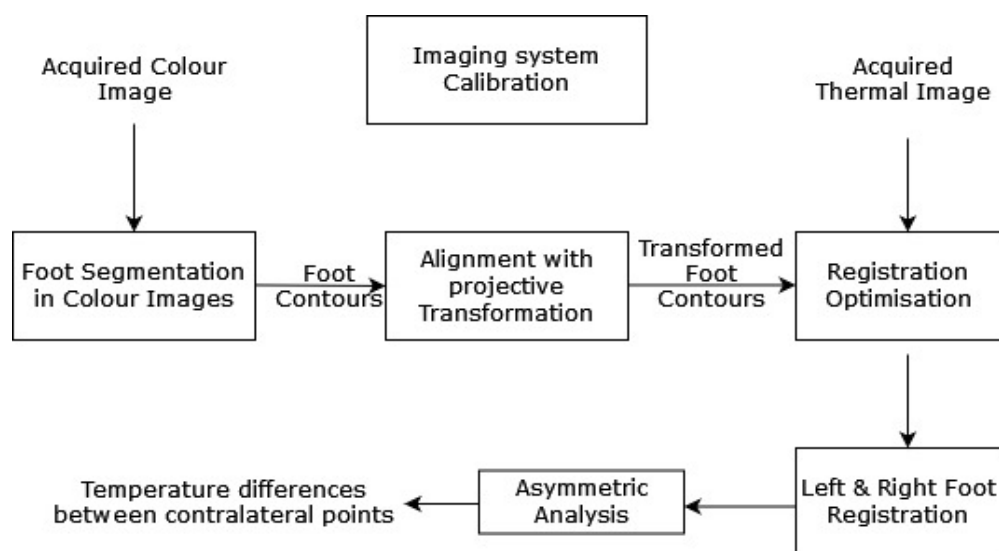 Acquired Colour
Image
Imaging system
Calibration
Acquired
Thermal Image
Foot Segmentation
in Colour Images
Foot
Contours
Alignment with
projective
Transformation
Transformed
Foot
Contours
Registration
Optimisation
Left & Right Foot
Registration
Asymmetric
Analysis
Temperature differences
between contralateral points